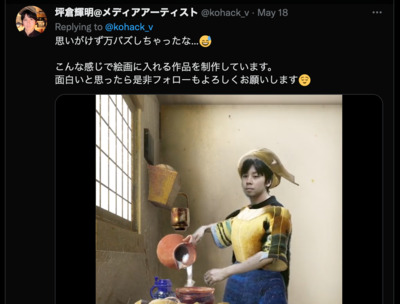 坪倉輝明@メディアアーティスト @kohack_v · May 18
Replying to @kohack_v
思いがけず万バズしちゃったな...😅
こんな感じで絵画に入れる作品を制作しています。
面白いと思ったら是非フォローもよろしくお願いします☺️